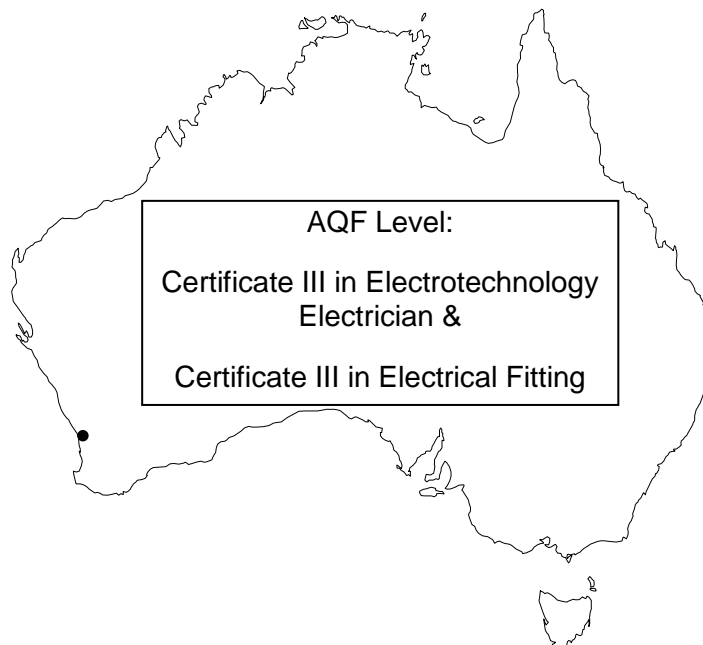 AQF Level:
Certificate III in Electrotechnology
Electrician &
Certificate III in Electrical Fitting